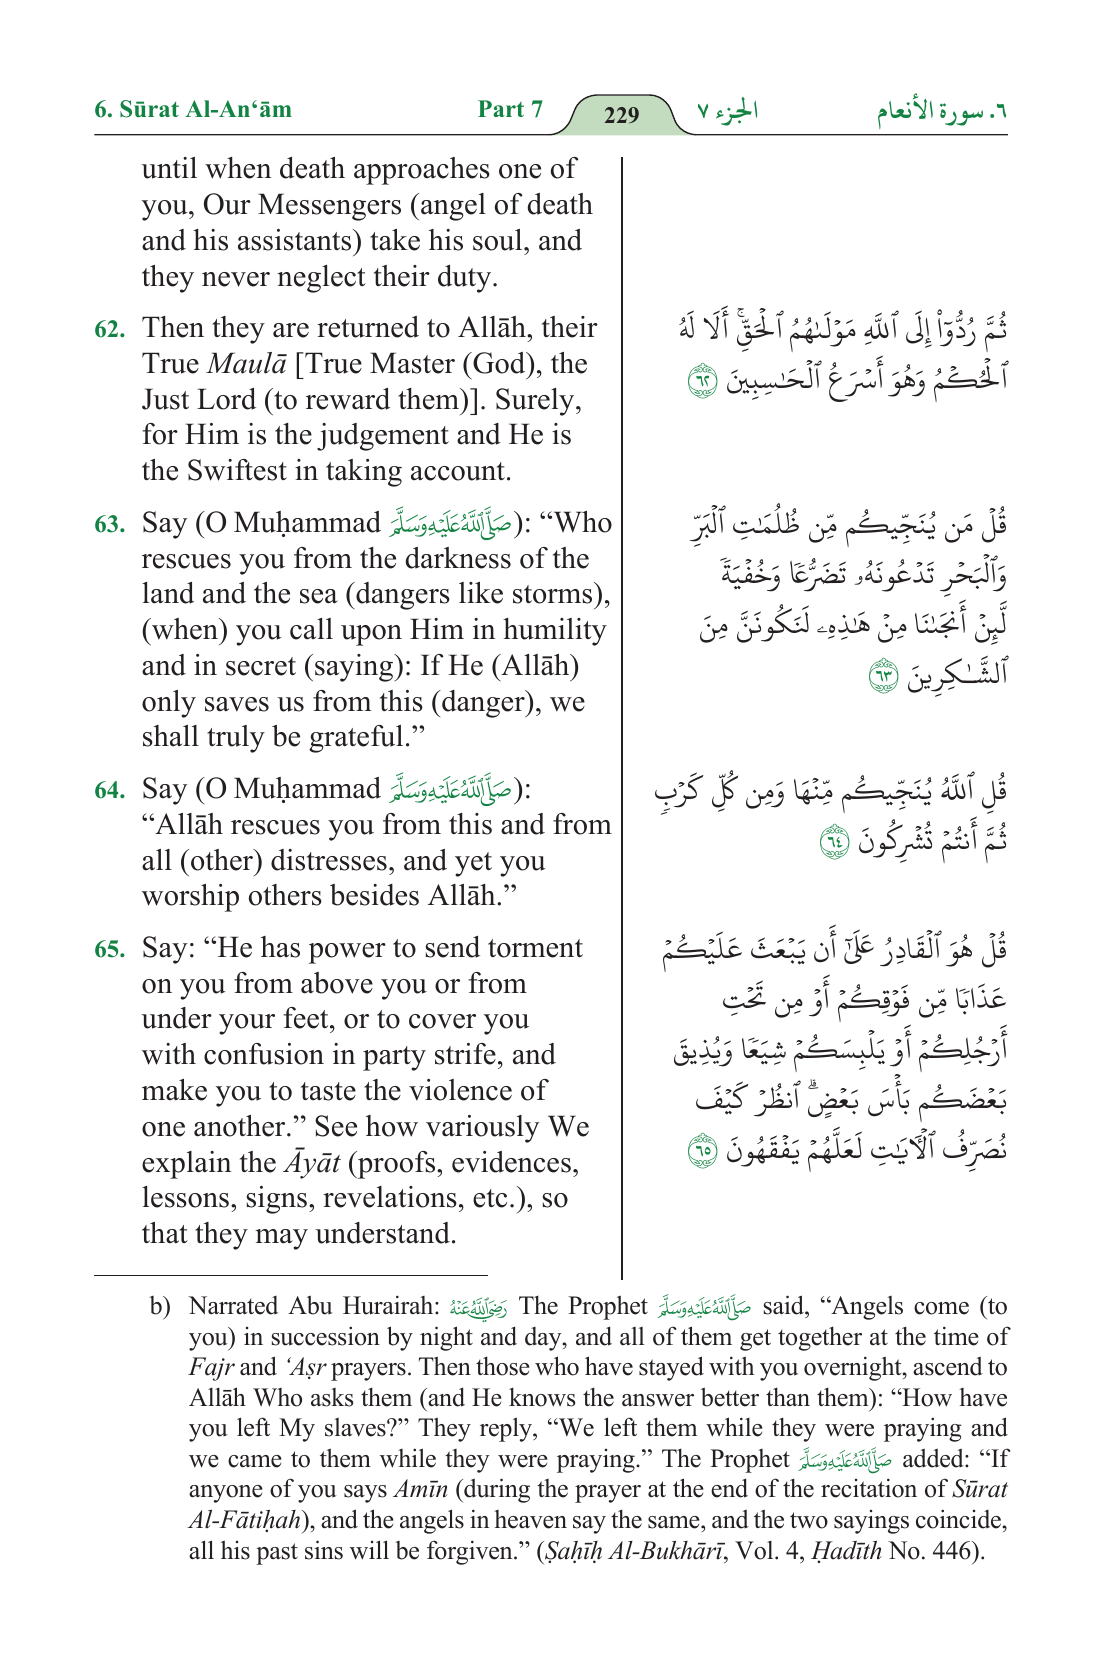 6. Sūrat Al-An‘ām Part 7 229 الجزء ٧ ٦. سورة الأنعام
until when death approaches one of
you, Our Messengers (angel of death
and his assistants) take his soul, and
they never neglect their duty.
62. Then they are returned to Allāh, their
True Maulā [True Master (God), the
Just Lord (to reward them)]. Surely,
for Him is the judgement and He is
the Swiftest in taking account.
63. Say (O Muḥammad صَلَّى اللَّهُ عَلَيْهِ وَسَلَّمَ): “Who
rescues you from the darkness of the
land and the sea (dangers like storms),
(when) you call upon Him in humility
and in secret (saying): If He (Allāh)
only saves us from this (danger), we
shall truly be grateful.”
64. Say (O Muḥammad صَلَّى اللَّهُ عَلَيْهِ وَسَلَّمَ):
“Allāh rescues you from this and from
all (other) distresses, and yet you
worship others besides Allāh.”
65. Say: “He has power to send torment
on you from above you or from
under your feet, or to cover you
with confusion in party strife, and
make you to taste the violence of
one another.” See how variously We
explain the Āyāt (proofs, evidences,
lessons, signs, revelations, etc.), so
that they may understand.
ثُمَّ رُدُّوٓا۟ إِلَى ٱللَّهِ مَوْلَىٰهُمُ ٱلْحَقِّ ۚ أَلَا لَهُ
ٱلْحُكْمُ وَهُوَ أَسْرَعُ ٱلْحَـٰسِبِينَ ٦٢
قُلْ مَن يُنَجِّيكُم مِّن ظُلُمَـٰتِ ٱلْبَرِّ
وَٱلْبَحْرِ تَدْعُونَهُۥ تَضَرُّعًا وَخُفْيَةً
لَّئِنْ أَنجَىٰنَا مِنْ هَـٰذِهِۦ لَنَكُونَنَّ مِنَ
ٱلشَّـٰكِرِينَ ٦٣
قُلِ ٱللَّهُ يُنَجِّيكُم مِّنْهَا وَمِن كُلِّ كَرْبٍ
ثُمَّ أَنتُمْ تُشْرِكُونَ ٦٤
قُلْ هُوَ ٱلْقَادِرُ عَلَىٰٓ أَن يَبْعَثَ عَلَيْكُمْ
عَذَابًا مِّن فَوْقِكُمْ أَوْ مِن تَحْتِ
أَرْجُلِكُمْ أَوْ يَلْبِسَكُمْ شِيَعًا وَيُذِيقَ
بَعْضَكُم بَأْسَ بَعْضٍ ۗ ٱنظُرْ كَيْفَ
نُصَرِّفُ ٱلْـَٔايَـٰتِ لَعَلَّهُمْ يَفْقَهُونَ ٦٥
b) Narrated Abu Hurairah: رَضِيَ اللَّهُ عَنْهُ The Prophet صَلَّى اللَّهُ عَلَيْهِ وَسَلَّمَ said, “Angels come (to
you) in succession by night and day, and all of them get together at the time of
Fajr and ‘Aṣr prayers. Then those who have stayed with you overnight, ascend to
Allāh Who asks them (and He knows the answer better than them): “How have
you left My slaves?” They reply, “We left them while they were praying and
we came to them while they were praying.” The Prophet صَلَّى اللَّهُ عَلَيْهِ وَسَلَّمَ added: “If
anyone of you says Amīn (during the prayer at the end of the recitation of Sūrat
Al-Fātiḥah), and the angels in heaven say the same, and the two sayings coincide,
all his past sins will be forgiven.” (Ṣaḥīḥ Al-Bukhārī, Vol. 4, Ḥadīth No. 446).